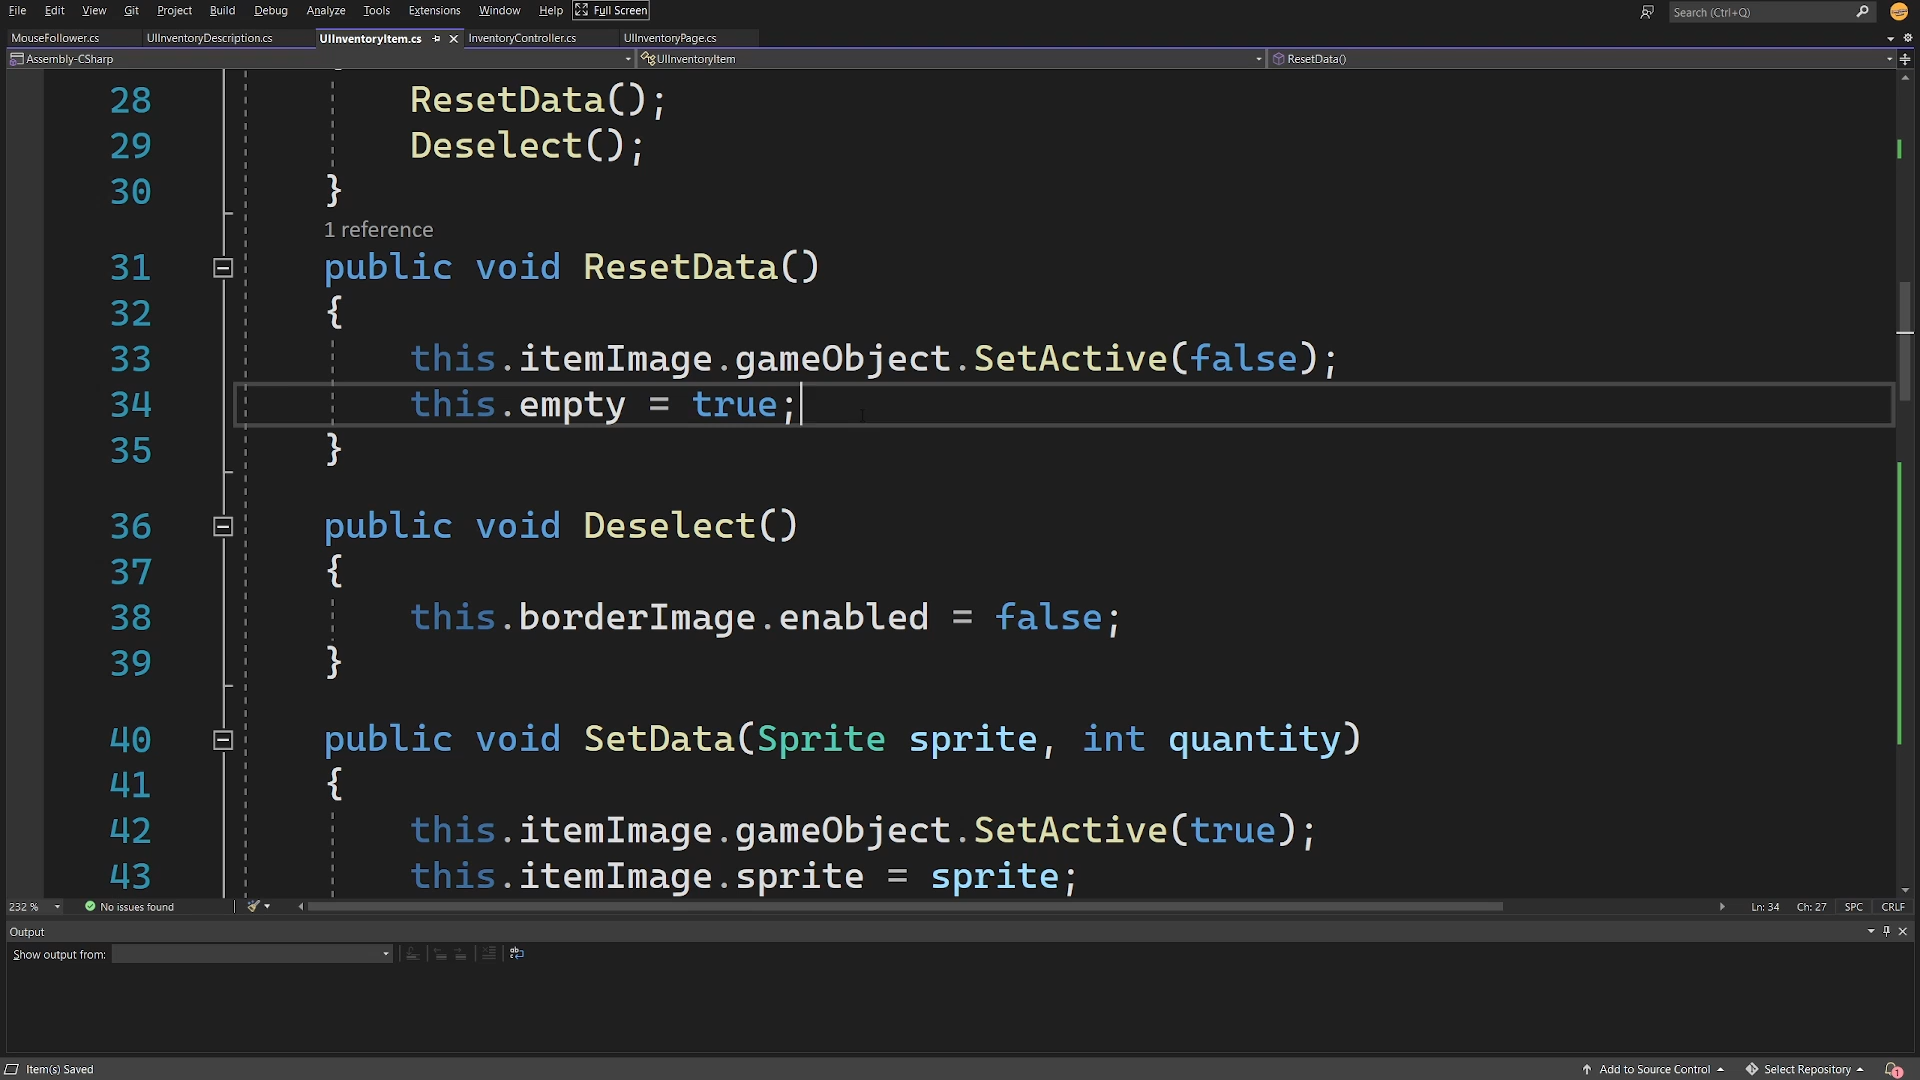 File Edit View Git Project Build Debug Analyze Tools Extensions Window Help Full Screen Search (Ctrl+Q)
MouseFollower.cs UIInventoryDescription.cs UIInventoryItem.cs InventoryController.cs UIInventoryPage.cs
Assembly-CSharp UIInventoryItem ResetData()
28 ResetData();
29 Deselect();
30 }
1 reference
31 public void ResetData()
32 {
33 this.itemImage.gameObject.SetActive(false);
34 this.empty = true;
35 }
36 public void Deselect()
37 {
38 this.borderImage.enabled = false;
39 }
40 public void SetData(Sprite sprite, int quantity)
41 {
42 this.itemImage.gameObject.SetActive(true);
43 this.itemImage.sprite = sprite;
232 % No issues found Ln: 34 Ch: 27 SPC CRLF
Output
Show output from:
Item(s) Saved Add to Source Control Select Repository 1